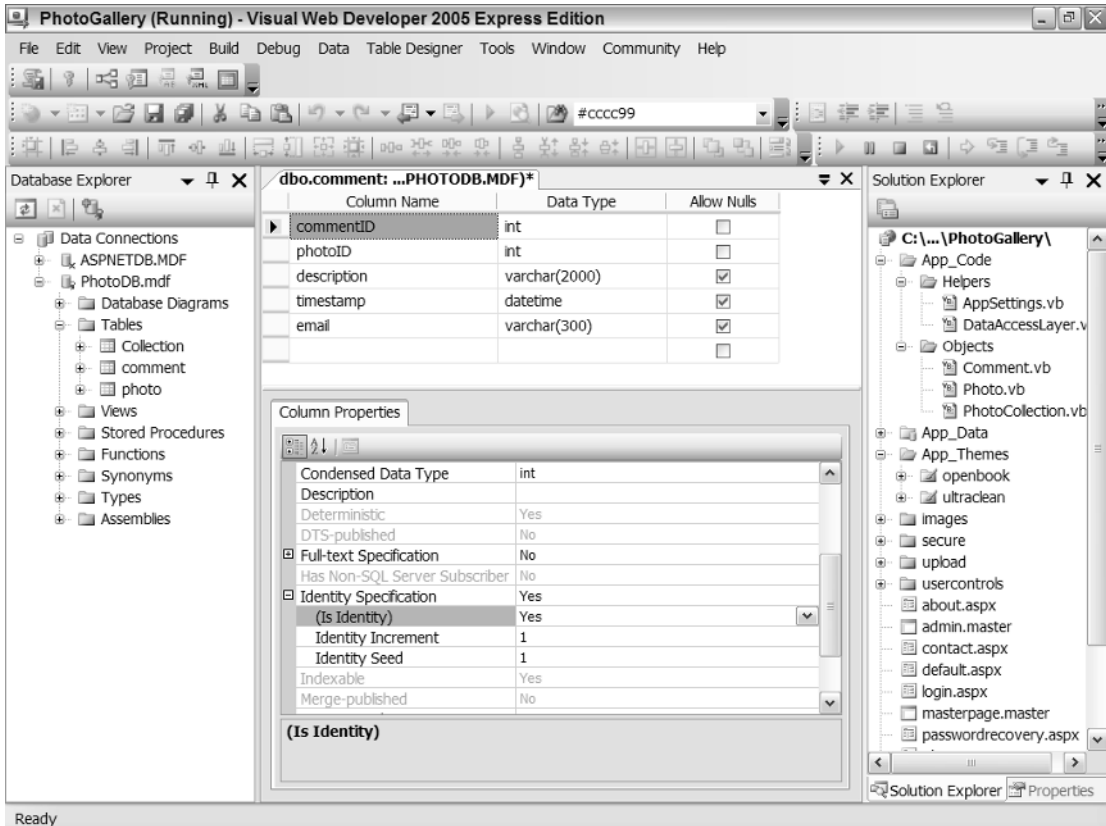 PhotoGallery (Running) - Visual Web Developer 2005 Express Edition
File Edit View Project Build Debug Data Table Designer Tools Window Community Help
#cccc99
Database Explorer
Data Connections
ASPNETDB.MDF
PhotoDB.mdf
Database Diagrams
Tables
Collection
comment
photo
Views
Stored Procedures
Functions
Synonyms
Types
Assemblies
dbo.comment: ...PHOTODB.MDF)*
Column Name Data Type Allow Nulls
commentID int
photoID int
description varchar(2000)
timestamp datetime
email varchar(300)
Column Properties
Condensed Data Type int
Description
Deterministic Yes
DTS-published No
Full-text Specification No
Has Non-SQL Server Subscriber No
Identity Specification Yes
(Is Identity) Yes
Identity Increment 1
Identity Seed 1
Indexable Yes
Merge-published No
(Is Identity)
Solution Explorer
C:\...\PhotoGallery\
App_Code
Helpers
AppSettings.vb
DataAccessLayer.v
Objects
Comment.vb
Photo.vb
PhotoCollection.vb
App_Data
App_Themes
openbook
ultraclean
images
secure
upload
usercontrols
about.aspx
admin.master
contact.aspx
default.aspx
login.aspx
masterpage.master
passwordrecovery.aspx
Solution Explorer Properties
Ready